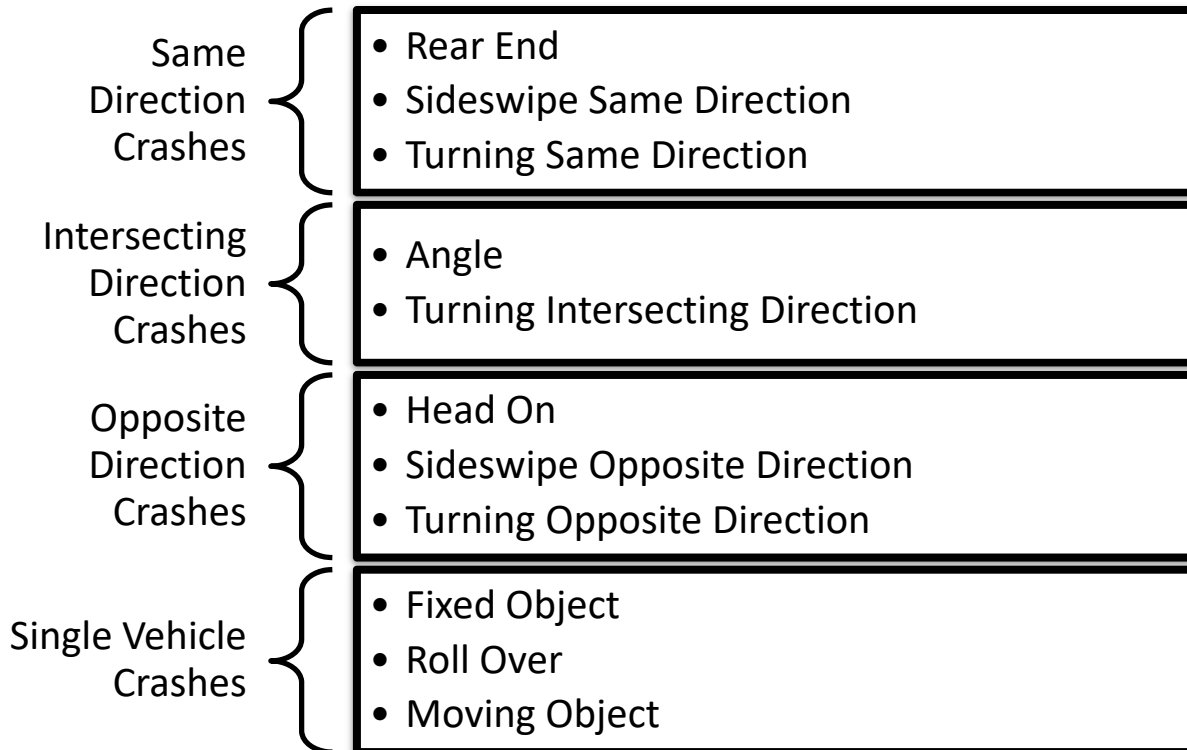 Same
Direction
Crashes
• Rear End
• Sideswipe Same Direction
• Turning Same Direction
Intersecting
Direction
Crashes
• Angle
• Turning Intersecting Direction
Opposite
Direction
Crashes
• Head On
• Sideswipe Opposite Direction
• Turning Opposite Direction
Single Vehicle
Crashes
• Fixed Object
• Roll Over
• Moving Object